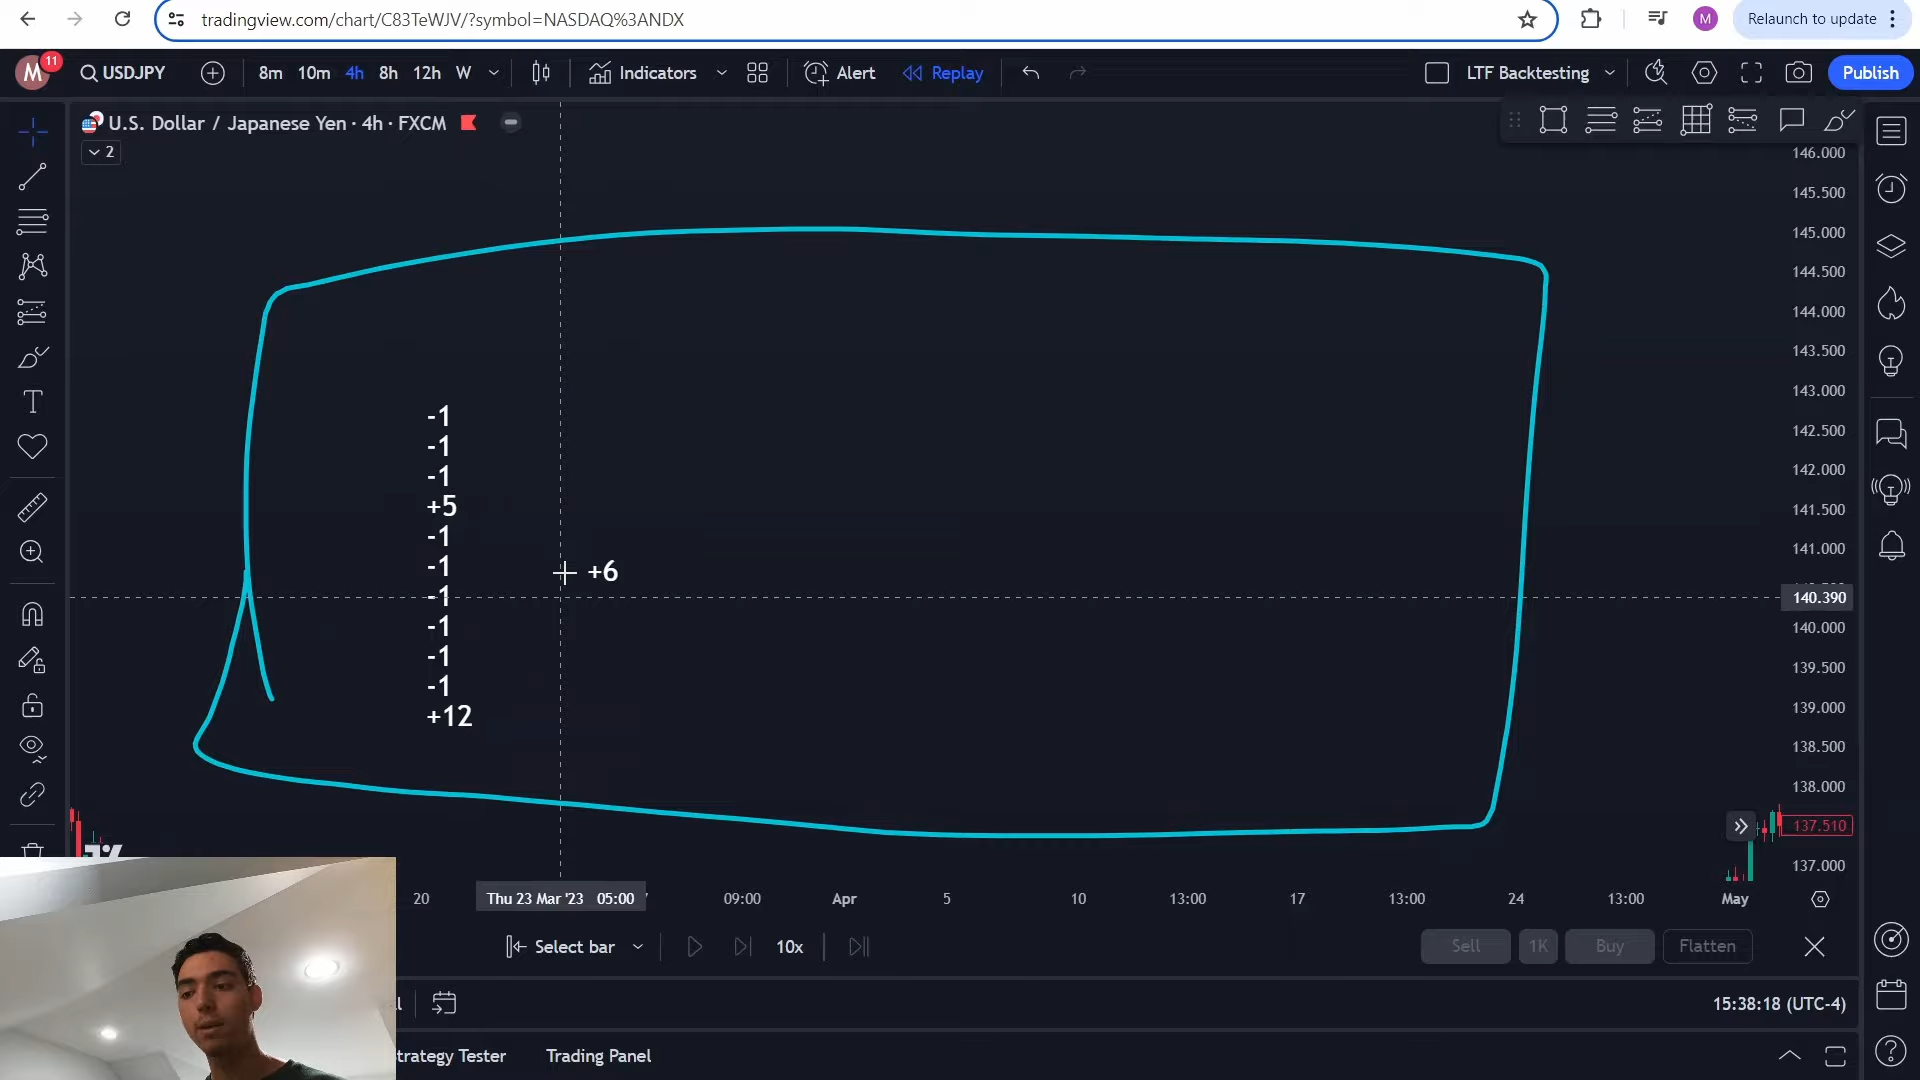 tradingview.com/chart/C83TeWJV/?symbol=NASDAQ%3ANDX
M
Relaunch to update
M
11
USDJPY
8m
10m
4h
8h
12h
W
Indicators
Alert
Replay
LTF Backtesting
Publish
U.S. Dollar / Japanese Yen · 4h · FXCM
2
146.000
145.500
145.000
144.500
144.000
143.500
143.000
142.500
142.000
141.500
141.000
140.390
140.000
139.500
139.000
138.500
138.000
137.510
137.000
-1
-1
-1
+5
-1
-1
-1
-1
-1
-1
+12
+6
20
Thu 23 Mar '23 05:00
09:00
Apr
5
10
13:00
17
13:00
24
13:00
May
Select bar
10x
Sell
1K
Buy
Flatten
15:38:18 (UTC-4)
trategy Tester
Trading Panel